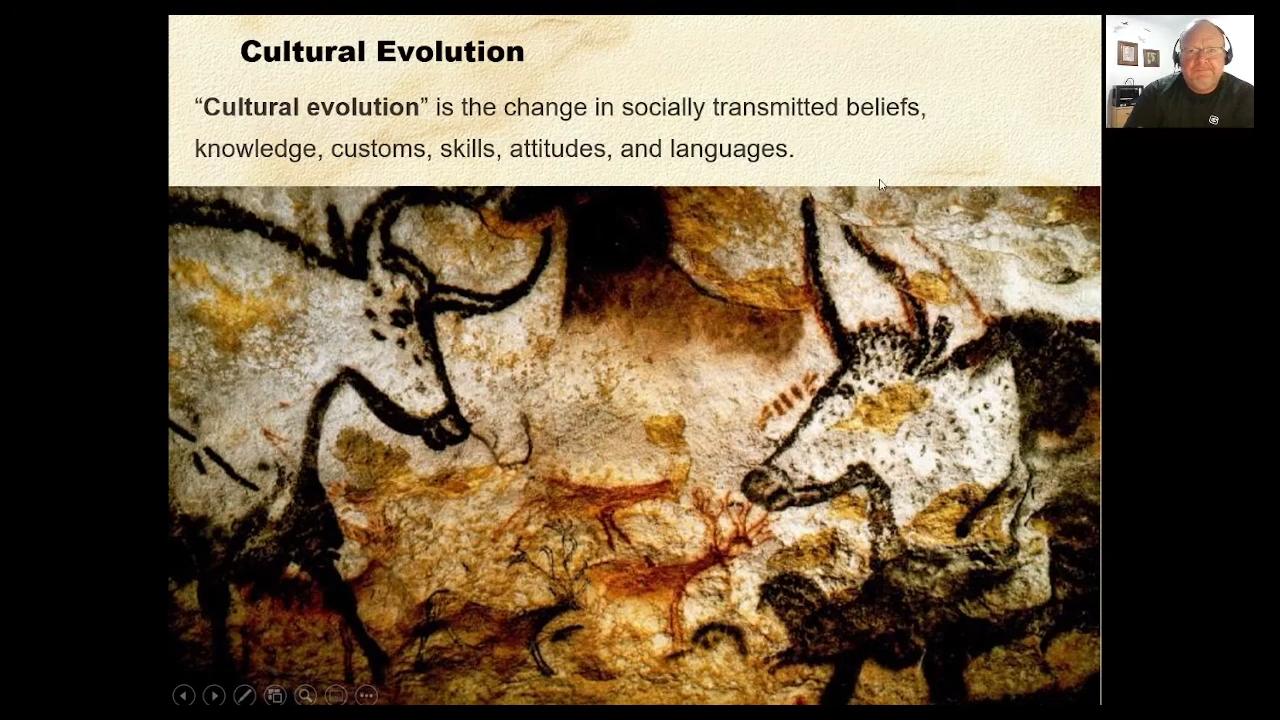 Cultural Evolution
“Cultural evolution” is the change in socially transmitted beliefs,
knowledge, customs, skills, attitudes, and languages.